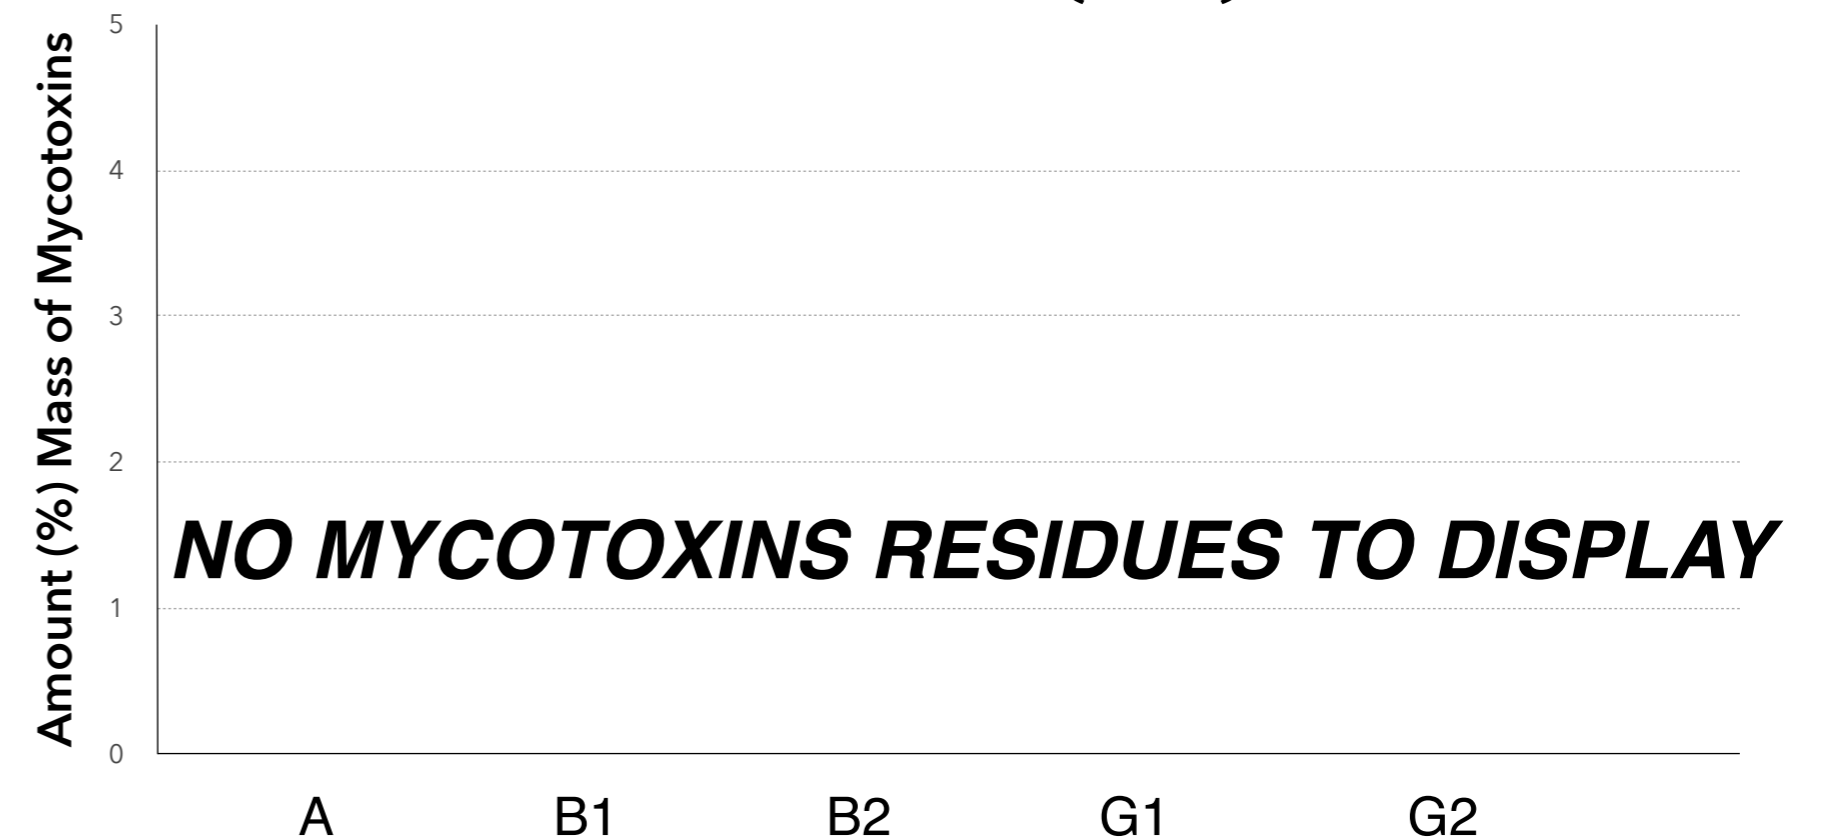 Amount (%) Mass of Mycotoxins
5
4
3
2
NO MYCOTOXINS RESIDUES TO DISPLAY
1
0
A B1 B2 G1 G2